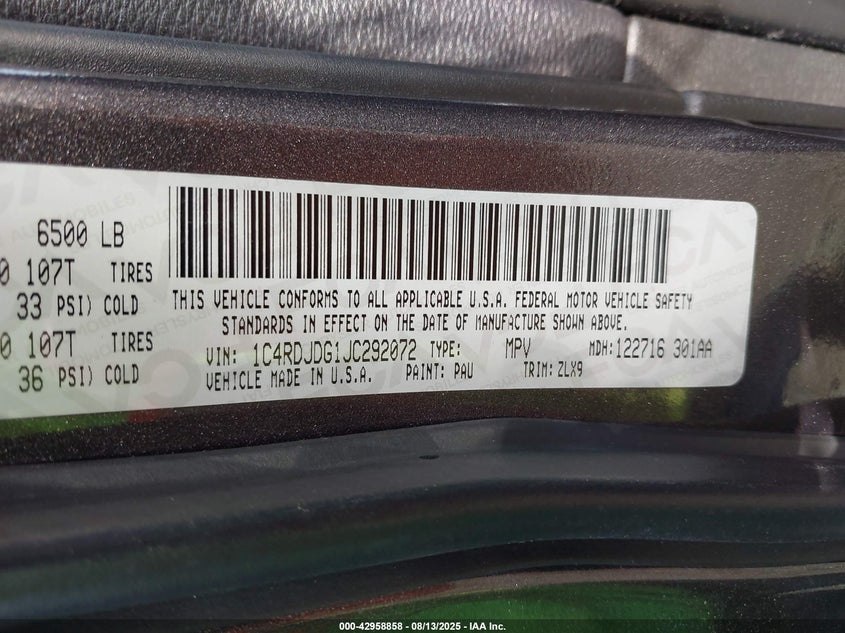 6500 LB
0 107T TIRES
33 PSI) COLD
0 107T TIRES
36 PSI) COLD
THIS VEHICLE CONFORMS TO ALL APPLICABLE U.S.A. FEDERAL MOTOR VEHICLE SAFETY
STANDARDS IN EFFECT ON THE DATE OF MANUFACTURE SHOWN ABOVE.
VIN: 1C4RDJDG1JC292072 TYPE: MPV MDH: 122716 301AA
VEHICLE MADE IN U.S.A. PAINT: PAU TRIM: ZLX9
000-42958858 - 08/13/2025 - IAA Inc.